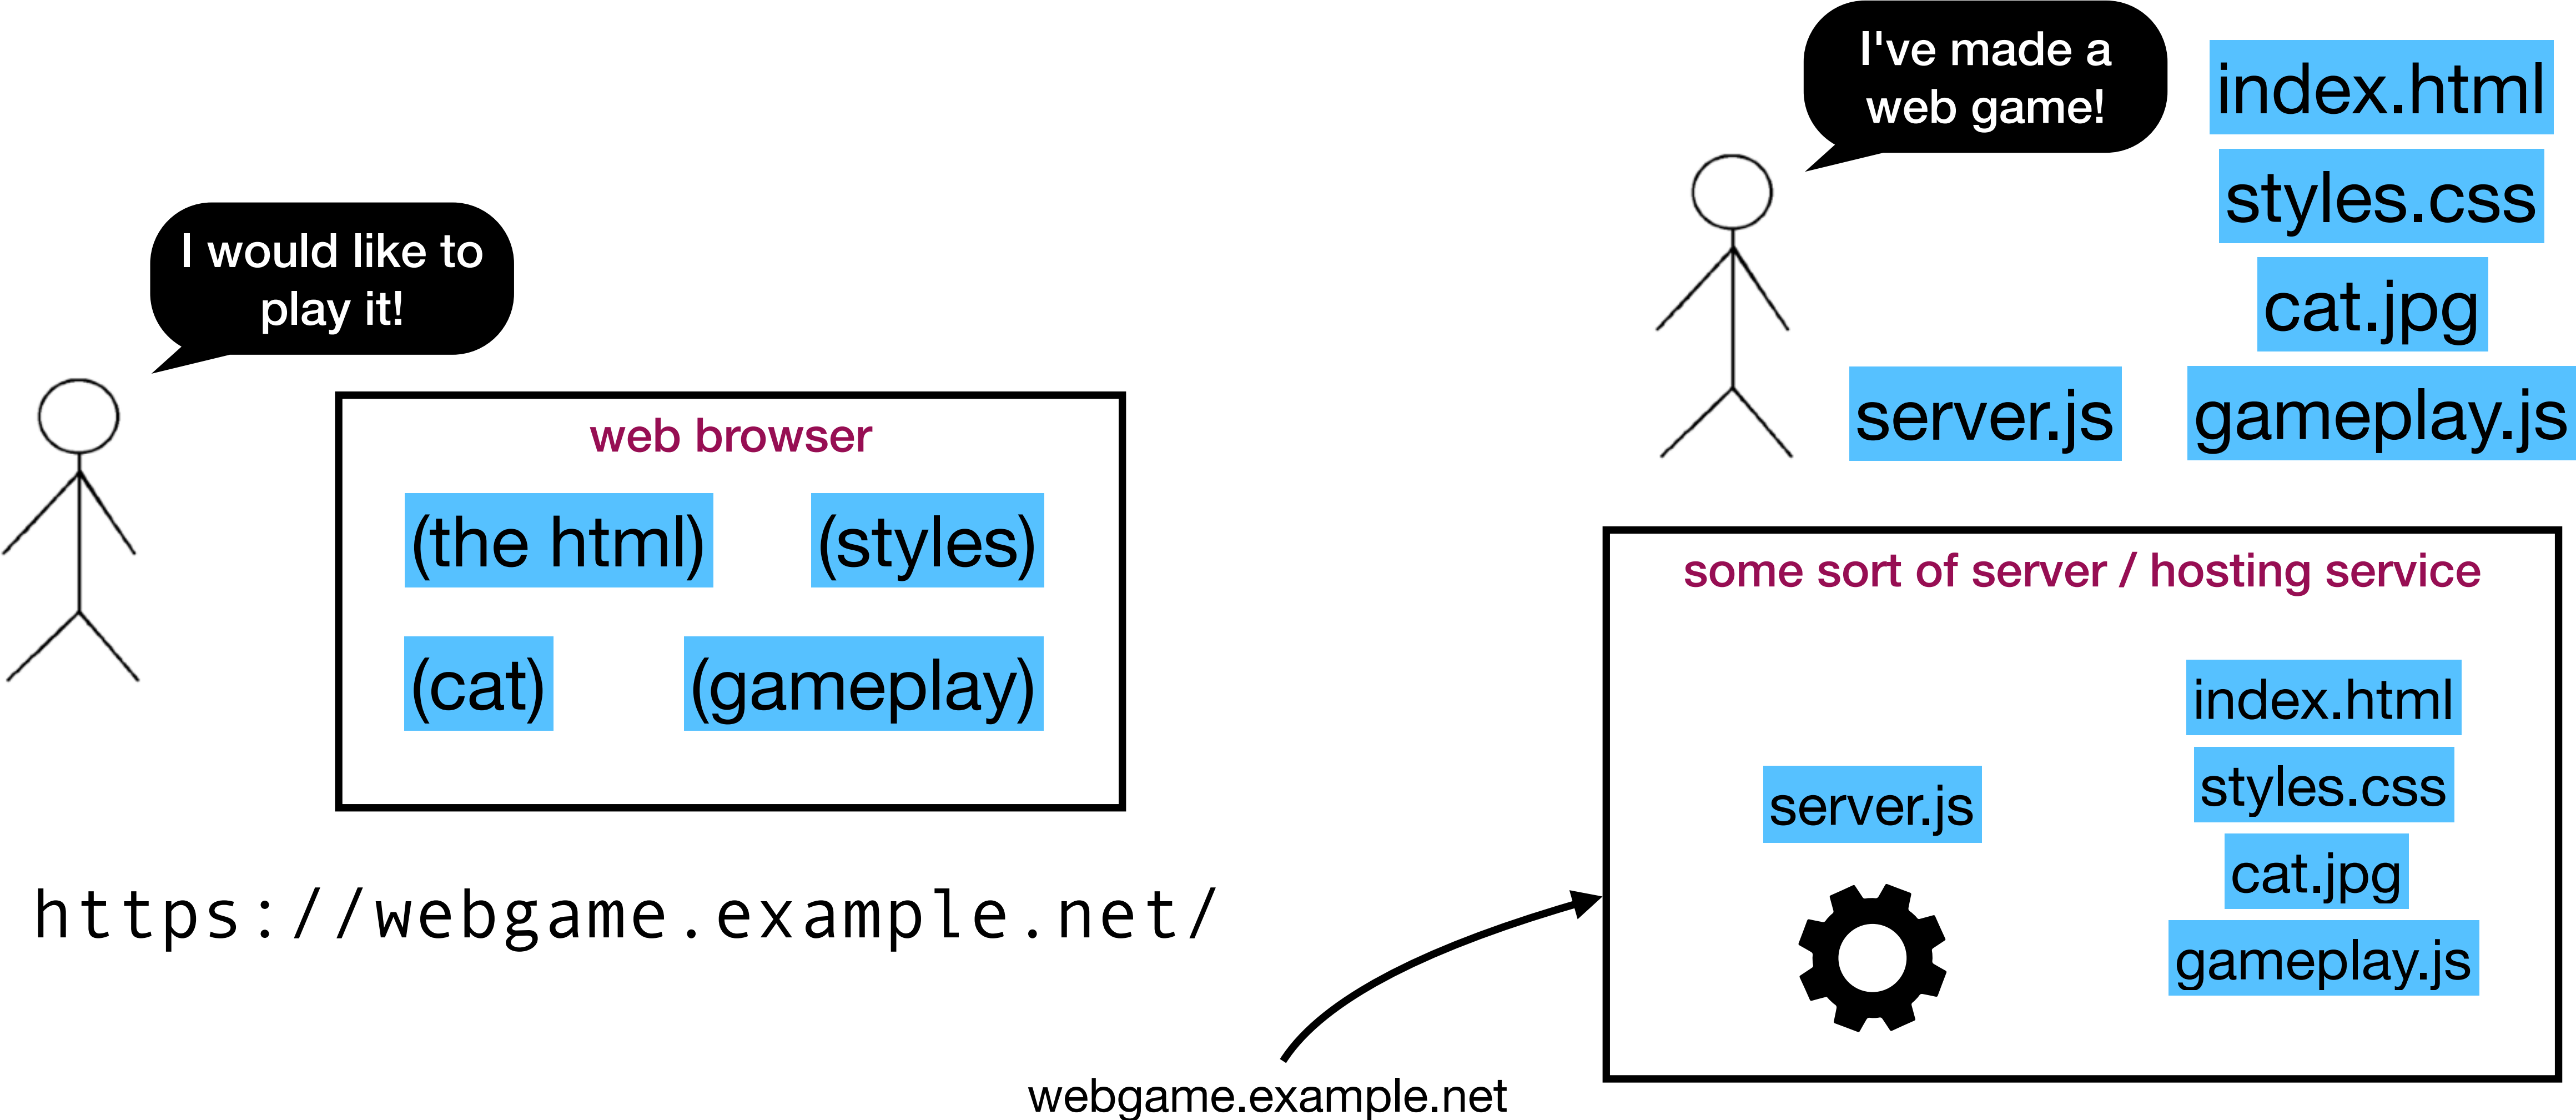 I've made a
web game!
index.html
styles.css
cat.jpg
server.js
gameplay.js
I would like to
play it!
web browser
(the html)
(styles)
(cat)
(gameplay)
https://webgame.example.net/
some sort of server / hosting service
server.js
index.html
styles.css
cat.jpg
gameplay.js
webgame.example.net